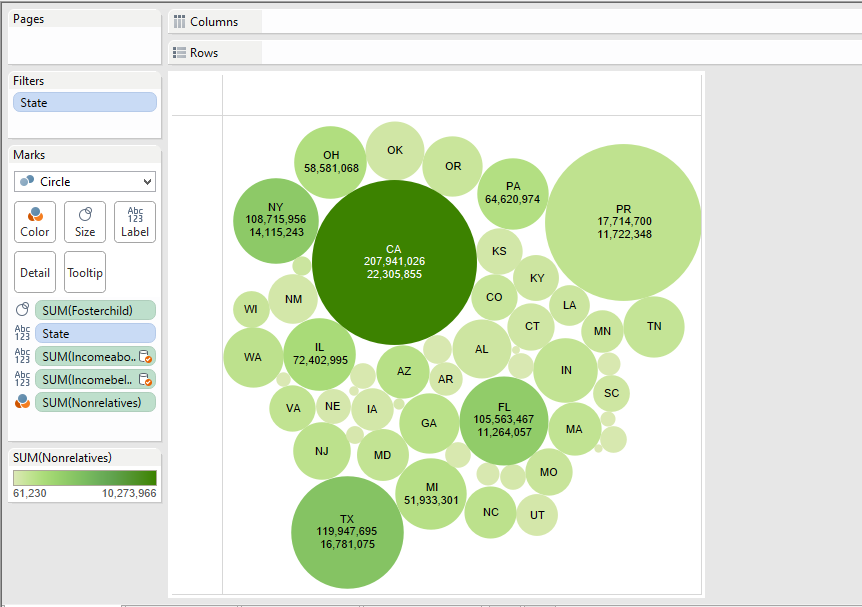 Pages
Columns
Rows
Filters
State
Marks
Circle
Color
Size
Abc
123
Label
Detail
Tooltip
SUM(Fosterchild)
Abc
123
State
Abc
123
SUM(Incomeabo..
Abc
123
SUM(Incomebel..
SUM(Nonrelatives)
SUM(Nonrelatives)
61,230
10,273,966
OH
58,581,068
OK
OR
PA
64,620,974
PR
17,714,700
11,722,348
NY
108,715,956
14,115,243
CA
207,941,026
22,305,855
KS
KY
NM
CO
LA
WI
CT
MN
TN
WA
IL
72,402,995
AL
AZ
AR
IN
SC
VA
NE
IA
GA
FL
105,563,467
11,264,057
MA
NJ
MD
MO
MI
51,933,301
NC
UT
TX
119,947,695
16,781,075